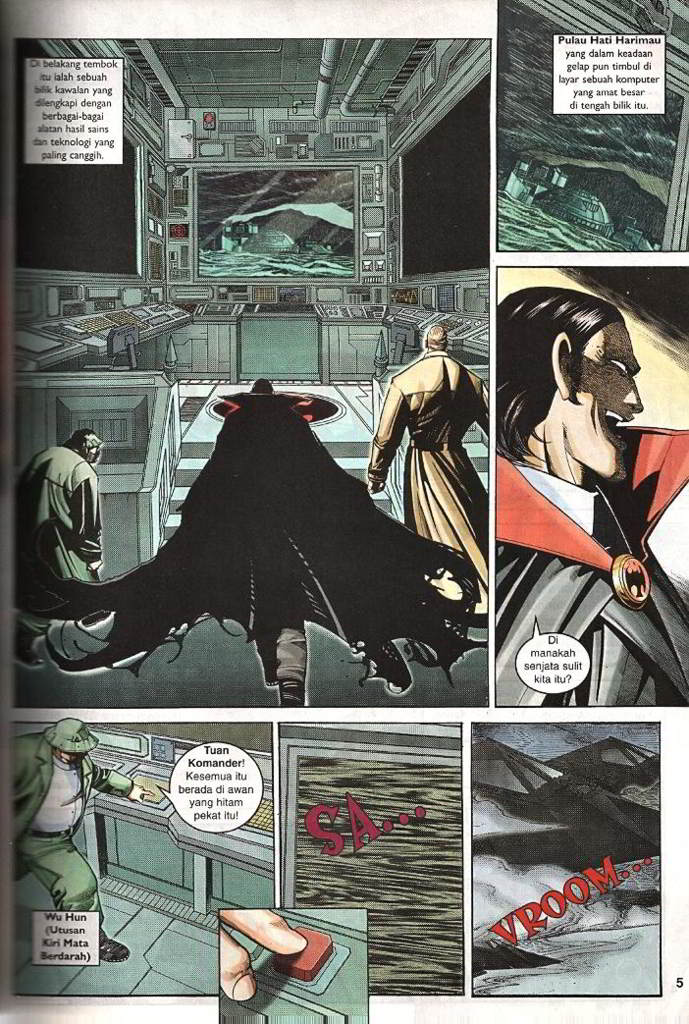 Di belakang tembok
itu ialah sebuah
bilik kawalan yang
dilengkapi dengan
berbagai-bagai
alatan hasil sains
dan teknologi yang
paling canggih.
Pulau Hati Harimau
yang dalam keadaan
gelap pun timbul di
layar sebuah komputer
yang amat besar
di tengah bilik itu.
Di
manakah
senjata sulit
kita itu?
Tuan
Komander!
Kesemua itu
berada di awan
yang hitam
pekat itu!
Wu Hun
(Utusan
Kiri Mata
Berdarah)
SA...
VROOM...
5